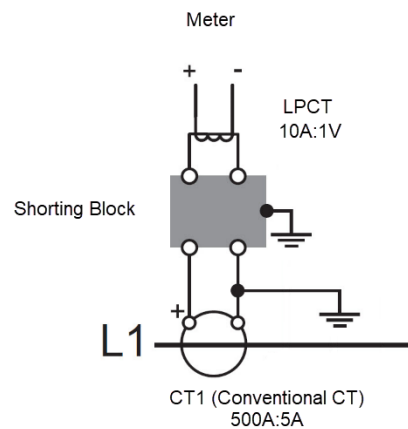 Meter
+ -
LPCT
10A:1V
Shorting Block
+
L1
CT1 (Conventional CT)
500A:5A